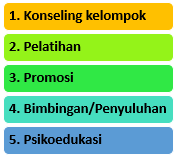 1. Konseling kelompok
2. Pelatihan
3. Promosi
4. Bimbingan/Penyuluhan
5. Psikoedukasi